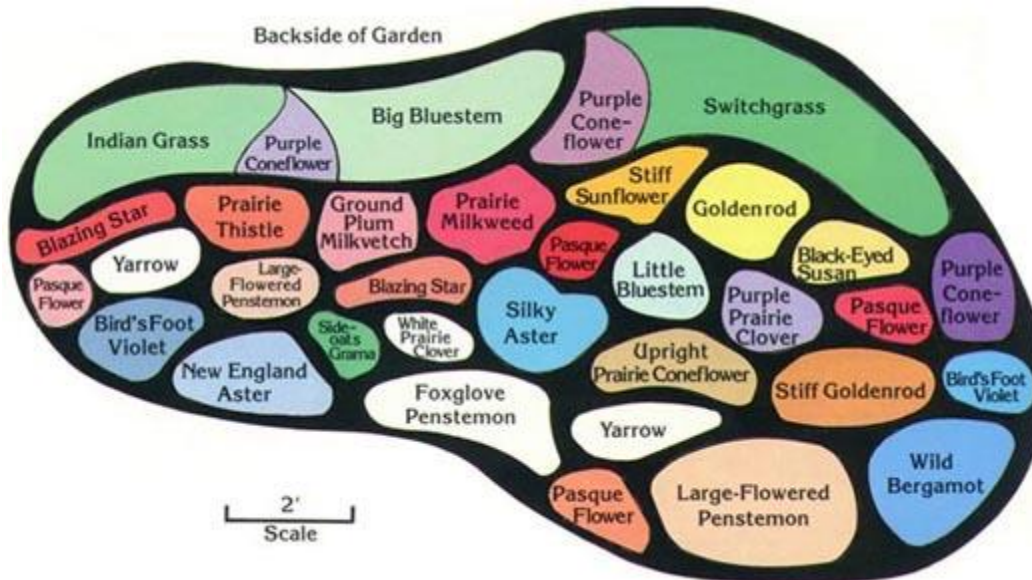 Backside of Garden
Indian Grass
Purple
Coneflower
Big Bluestem
Purple
Cone-
flower
Switchgrass
Blazing Star
Prairie
Thistle
Ground
Plum
Milkvetch
Prairie
Milkweed
Stiff
Sunflower
Goldenrod
Pasque
Flower
Yarrow
Large-
Flowered
Penstemon
Blazing Star
Pasque
Flower
Little
Bluestem
Black-Eyed
Susan
Purple
Cone-
flower
Bird's Foot
Violet
New England
Aster
Side-
oats
Grama
White
Prairie
Clover
Silky
Aster
Purple
Prairie
Clover
Pasque
Flower
Foxglove
Penstemon
Upright
Prairie Coneflower
Stiff Goldenrod
Bird's Foot
Violet
Yarrow
Pasque
Flower
Large-Flowered
Penstemon
Wild
Bergamot
2'
Scale